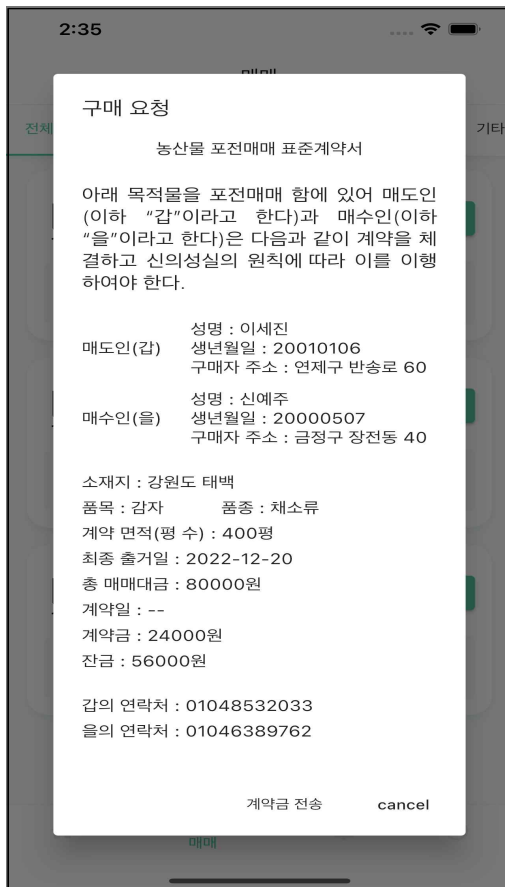 2:35
매매
전체
기타
구매 요청
농산물 포전매매 표준계약서
아래 목적물을 포전매매 함에 있어 매도인
(이하 “갑”이라고 한다)과 매수인(이하
“을”이라고 한다)은 다음과 같이 계약을 체
결하고 신의성실의 원칙에 따라 이를 이행
하여야 한다.
성명 : 이세진
매도인(갑) 생년월일 : 20010106
구매자 주소 : 연제구 반송로 60
성명 : 신예주
매수인(을) 생년월일 : 20000507
구매자 주소 : 금정구 장전동 40
소재지 : 강원도 태백
품목 : 감자 품종 : 채소류
계약 면적(평 수) : 400평
최종 출거일 : 2022-12-20
총 매매대금 : 80000원
계약일 : --
계약금 : 24000원
잔금 : 56000원
갑의 연락처 : 01048532033
을의 연락처 : 01046389762
계약금 전송 cancel
매매